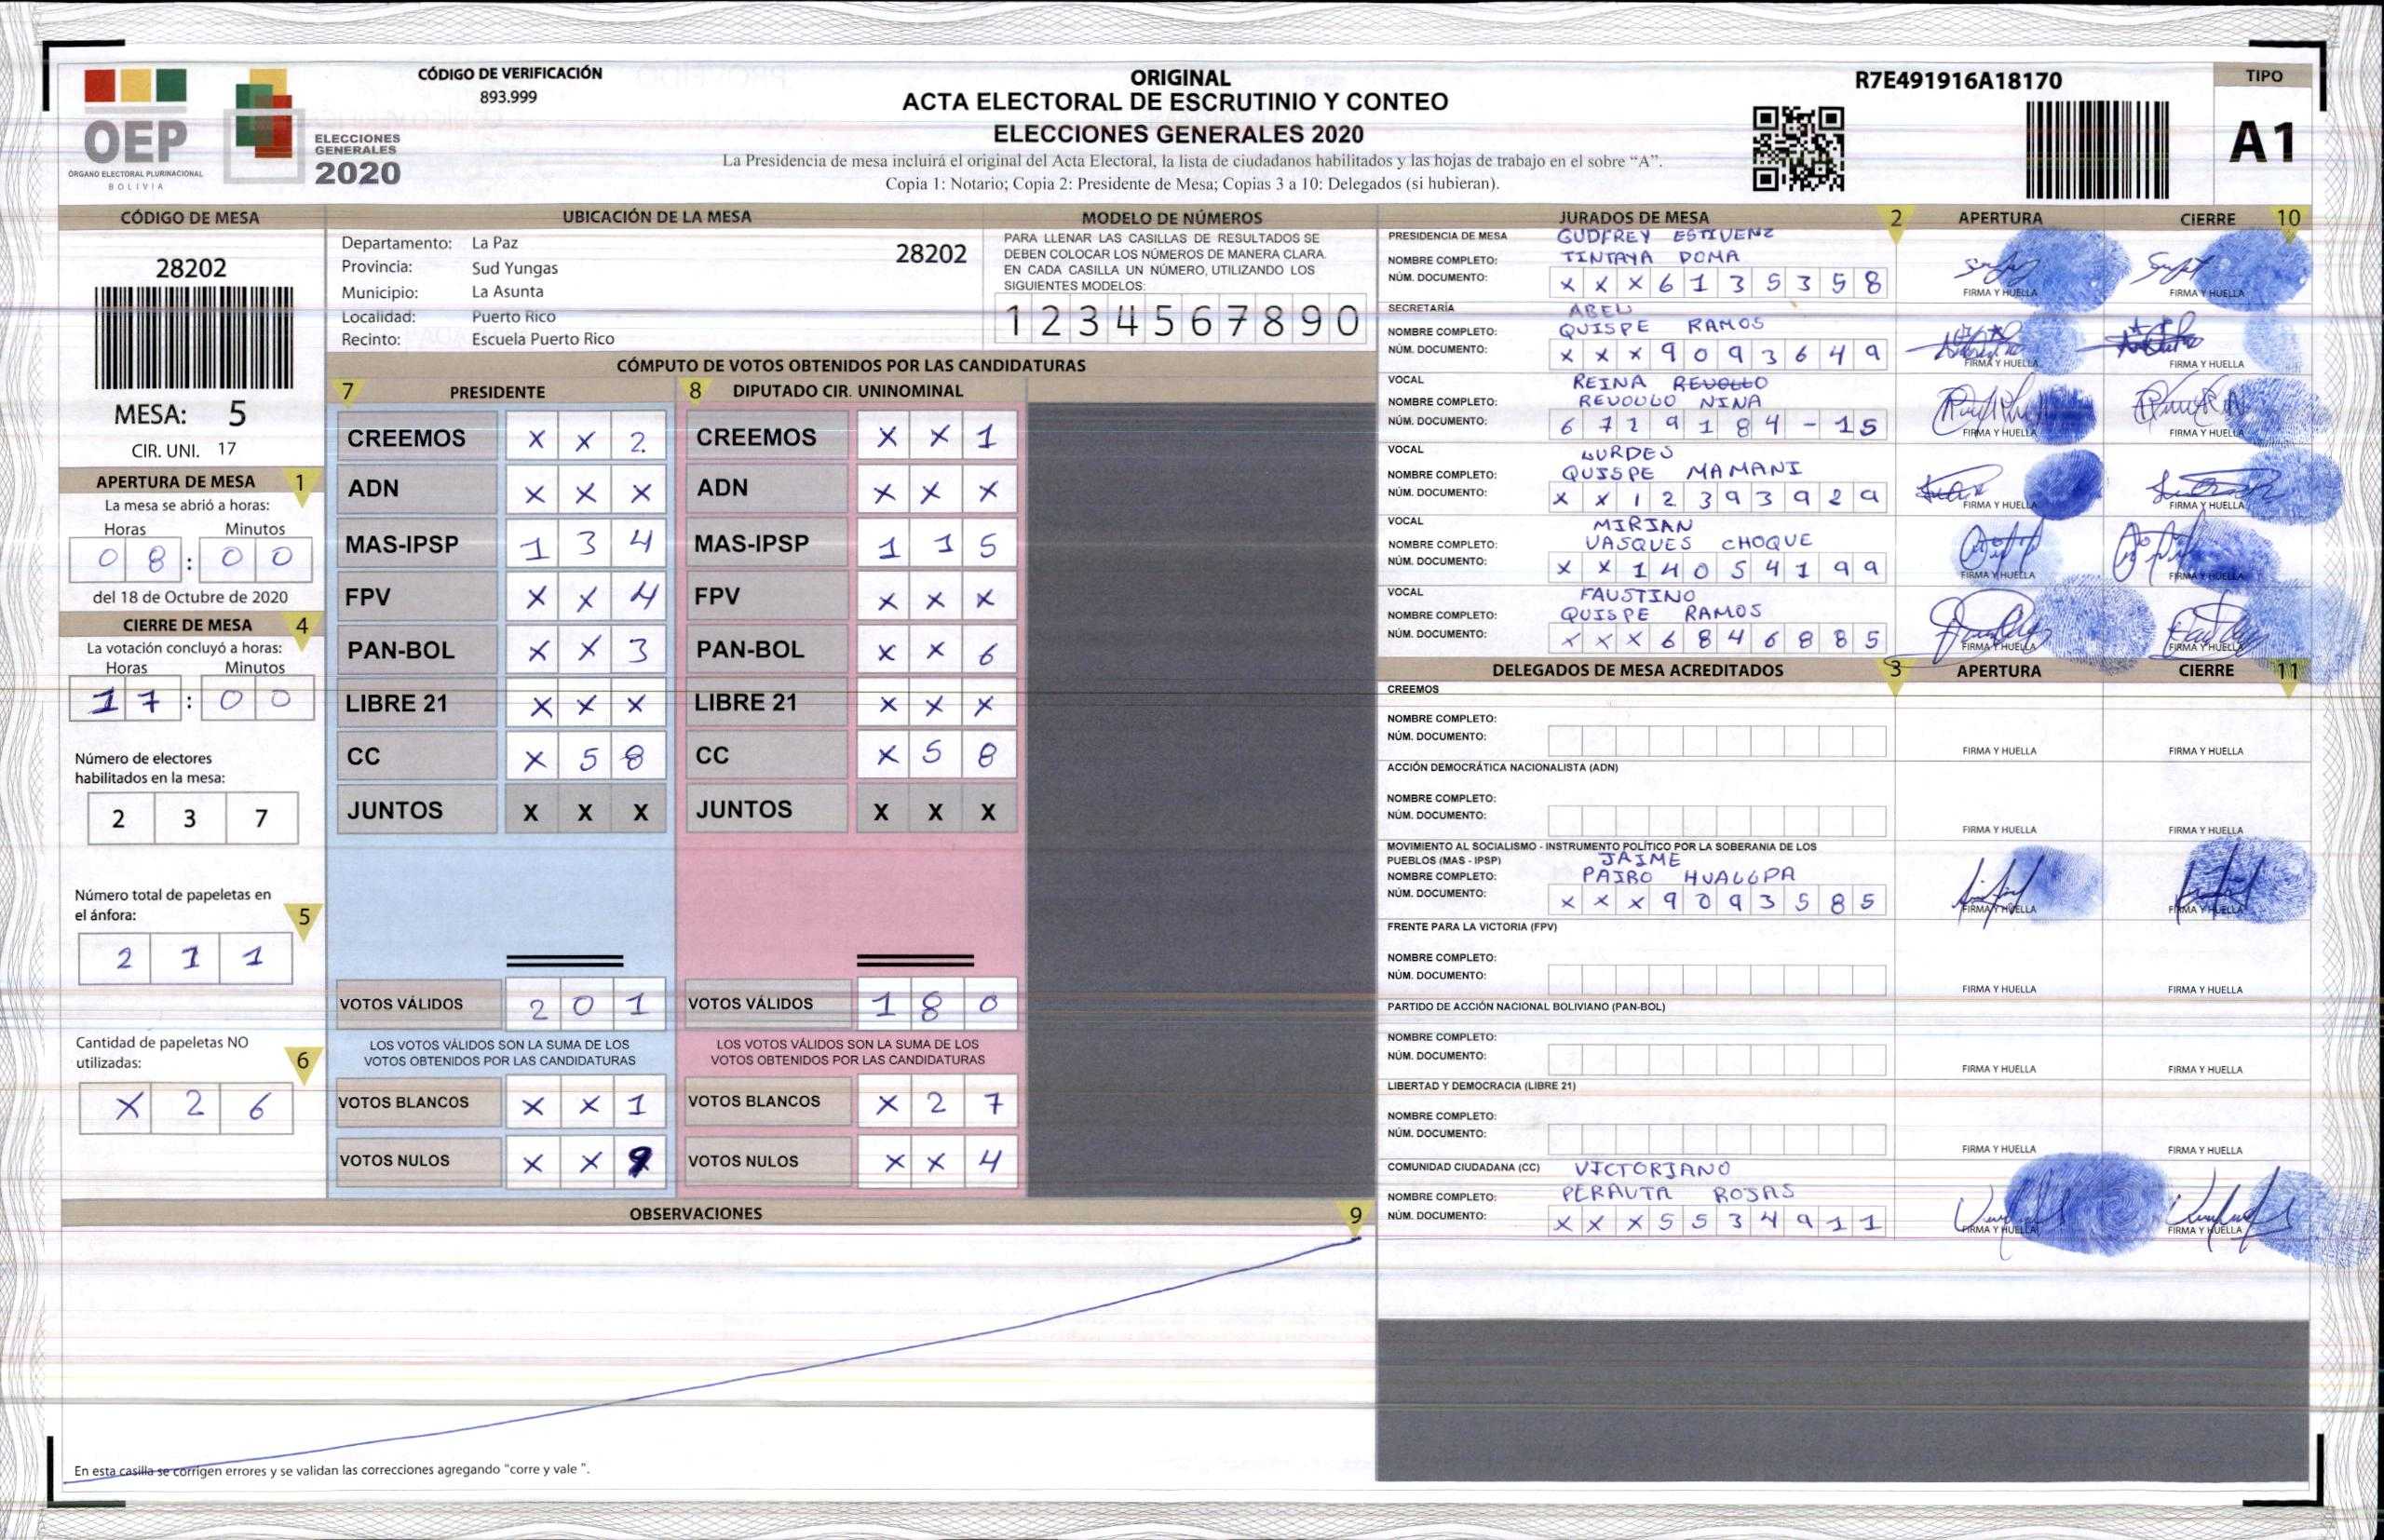 CÓDIGO DE VERIFICACIÓN
893.999
OEP
ÓRGANO ELECTORAL PLURINACIONAL
BOLIVIA
ELECCIONES
GENERALES
2020
ORIGINAL
ACTA ELECTORAL DE ESCRUTINIO Y CONTEO
ELECCIONES GENERALES 2020
La Presidencia de mesa incluirá el original del Acta Electoral, la lista de ciudadanos habilitados y las hojas de trabajo en el sobre “A”.
Copia 1: Notario; Copia 2: Presidente de Mesa; Copias 3 a 10: Delegados (si hubieran).
R7E491916A18170
TIPO
A1
CÓDIGO DE MESA
28202
MESA: 5
CIR. UNI. 17
APERTURA DE MESA 1
La mesa se abrió a horas:
Horas Minutos
0 8 : 0 0
del 18 de Octubre de 2020
CIERRE DE MESA 4
La votación concluyó a horas:
Horas Minutos
1 7 : 0 0
Número de electores
habilitados en la mesa:
2 3 7
Número total de papeletas en
el ánfora: 5
2 1 1
Cantidad de papeletas NO
utilizadas: 6
X 2 6
UBICACIÓN DE LA MESA
Departamento: La Paz 28202
Provincia: Sud Yungas
Municipio: La Asunta
Localidad: Puerto Rico
Recinto: Escuela Puerto Rico
MODELO DE NÚMEROS
PARA LLENAR LAS CASILLAS DE RESULTADOS SE
DEBEN COLOCAR LOS NÚMEROS DE MANERA CLARA.
EN CADA CASILLA UN NÚMERO, UTILIZANDO LOS
SIGUIENTES MODELOS:
1 2 3 4 5 6 7 8 9 0
CÓMPUTO DE VOTOS OBTENIDOS POR LAS CANDIDATURAS
7 PRESIDENTE 8 DIPUTADO CIR. UNINOMINAL
CREEMOS X X 2 CREEMOS X X 1
ADN X X X ADN X X X
MAS-IPSP 1 3 4 MAS-IPSP 1 1 5
FPV X X 4 FPV X X X
PAN-BOL X X 3 PAN-BOL X X 6
LIBRE 21 X X X LIBRE 21 X X X
CC X 5 8 CC X 5 8
JUNTOS X X X JUNTOS X X X
VOTOS VÁLIDOS 2 0 1 VOTOS VÁLIDOS 1 8 0
LOS VOTOS VÁLIDOS SON LA SUMA DE LOS LOS VOTOS VÁLIDOS SON LA SUMA DE LOS
VOTOS OBTENIDOS POR LAS CANDIDATURAS VOTOS OBTENIDOS POR LAS CANDIDATURAS
VOTOS BLANCOS X X 1 VOTOS BLANCOS X 2 7
VOTOS NULOS X X 9 VOTOS NULOS X X 4
OBSERVACIONES 9
En esta casilla se corrigen errores y se validan las correcciones agregando "corre y vale ".
JURADOS DE MESA 2 APERTURA CIERRE 10
PRESIDENCIA DE MESA GUDFREY ESTIVENZ
NOMBRE COMPLETO: TINTAYA POMA
NÚM. DOCUMENTO: X X X 6 1 3 5 3 5 8
FIRMA Y HUELLA FIRMA Y HUELLA
SECRETARÍA ABEL
NOMBRE COMPLETO: QUISPE RAMOS
NÚM. DOCUMENTO: X X X 9 0 9 3 6 4 9
FIRMA Y HUELLA FIRMA Y HUELLA
VOCAL REINA REVOLLO
NOMBRE COMPLETO: REVOLLO NINA
NÚM. DOCUMENTO: 6 7 2 9 1 8 4 - 1 5
FIRMA Y HUELLA FIRMA Y HUELLA
VOCAL LURDES
NOMBRE COMPLETO: QUISPE MAMANI
NÚM. DOCUMENTO: X X 1 2 3 9 3 9 2 9
FIRMA Y HUELLA FIRMA Y HUELLA
VOCAL MIRIAN
NOMBRE COMPLETO: VASQUES CHOQUE
NÚM. DOCUMENTO: X X 1 4 0 5 4 1 9 9
FIRMA Y HUELLA FIRMA Y HUELLA
VOCAL FAUSTINO
NOMBRE COMPLETO: QUISPE RAMOS
NÚM. DOCUMENTO: X X X 6 8 4 6 8 8 5
FIRMA Y HUELLA FIRMA Y HUELLA
DELEGADOS DE MESA ACREDITADOS 3 APERTURA CIERRE 11
CREEMOS
NOMBRE COMPLETO:
NÚM. DOCUMENTO:
FIRMA Y HUELLA FIRMA Y HUELLA
ACCIÓN DEMOCRÁTICA NACIONALISTA (ADN)
NOMBRE COMPLETO:
NÚM. DOCUMENTO:
FIRMA Y HUELLA FIRMA Y HUELLA
MOVIMIENTO AL SOCIALISMO - INSTRUMENTO POLÍTICO POR LA SOBERANIA DE LOS
PUEBLOS (MAS - IPSP) JAIME
NOMBRE COMPLETO: PAIRO HUALLPA
NÚM. DOCUMENTO: X X X 9 0 9 3 5 8 5
FIRMA Y HUELLA FIRMA Y HUELLA
FRENTE PARA LA VICTORIA (FPV)
NOMBRE COMPLETO:
NÚM. DOCUMENTO:
FIRMA Y HUELLA FIRMA Y HUELLA
PARTIDO DE ACCIÓN NACIONAL BOLIVIANO (PAN-BOL)
NOMBRE COMPLETO:
NÚM. DOCUMENTO:
FIRMA Y HUELLA FIRMA Y HUELLA
LIBERTAD Y DEMOCRACIA (LIBRE 21)
NOMBRE COMPLETO:
NÚM. DOCUMENTO:
FIRMA Y HUELLA FIRMA Y HUELLA
COMUNIDAD CIUDADANA (CC) VICTORIANO
NOMBRE COMPLETO: PERALTA ROJAS
NÚM. DOCUMENTO: X X X 5 5 3 4 9 1 1
FIRMA Y HUELLA FIRMA Y HUELLA